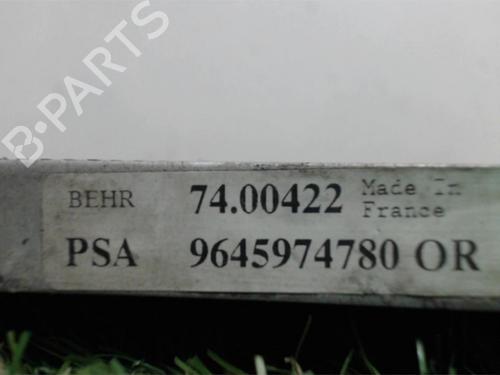 B-PARTS
BEHR 74.00422 Made In
France
PSA 9645974780 OR